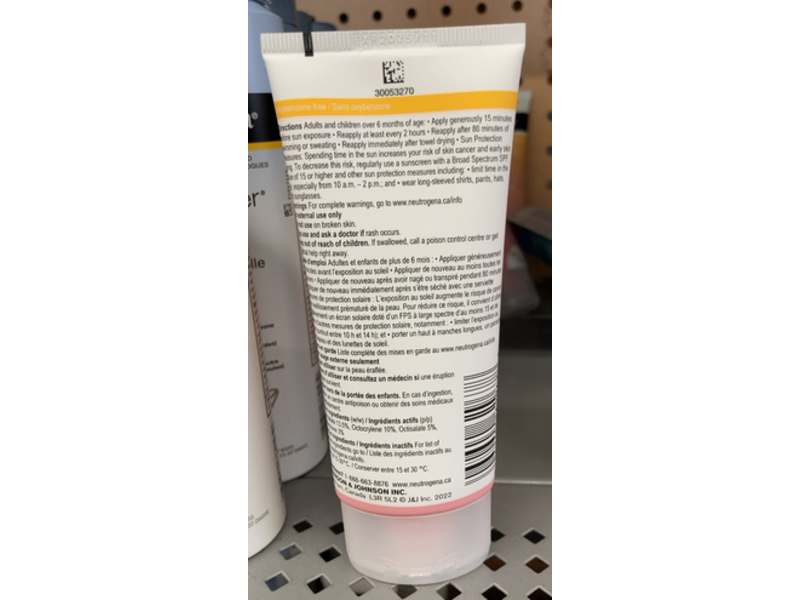 30053270
free / Sans oxybenzone
Adults and children over 6 months of age: • Apply generously 15 minutes
sun exposure • Reapply at least every 2 hours • Reapply after 80 minutes of
or sweating • Reapply immediately after towel drying • Sun Protection
Spending time in the sun increases your risk of skin cancer and early skin
To decrease this risk, regularly use a sunscreen with a Broad Spectrum SPF
of 15 or higher and other sun protection measures including: • limit time in the
especially from 10 a.m. – 2 p.m.; and • wear long-sleeved shirts, pants, hats,
sunglasses.
For complete warnings, go to www.neutrogena.ca/info
external use only
use on broken skin.
use and ask a doctor if rash occurs.
out of reach of children. If swallowed, call a poison control centre or get
help right away.
d'emploi Adultes et enfants de plus de 6 mois : • Appliquer généreusement
avant l'exposition au soleil • Appliquer de nouveau au moins toutes les
• Appliquer de nouveau après avoir nagé ou transpiré pendant 80 minutes
de nouveau immédiatement après s'être séché avec une serviette
de protection solaire : L'exposition au soleil augmente le risque de
prématuré de la peau. Pour réduire ce risque, il convient d'utiliser
un écran solaire doté d'un FPS à large spectre d'au moins 15 et
mesures de protection solaire, notamment : • limiter l'exposition au
entre 10 h et 14 h); et • porter un haut à manches longues, un
et des lunettes de soleil.
garde Liste complète des mises en garde au www.neutrogena.ca/info
externe seulement
utiliser sur la peau éraflée.
utiliser et consultez un médecin si une éruption
survient.
de la portée des enfants. En cas d'ingestion,
centre antipoison ou obtenir des soins médicaux
(w/w) / Ingrédients actifs (p/p)
Octocrylene 10%, Octisalate 5%,
3%
/ Ingrédients inactifs For list of
go to / Liste des ingrédients inactifs au
/ Conserver entre 15 et 30 °C.
1-888-663-8876 www.neutrogena.ca
& JOHNSON INC.
Canada L3R 5L2 © J&J Inc. 2022